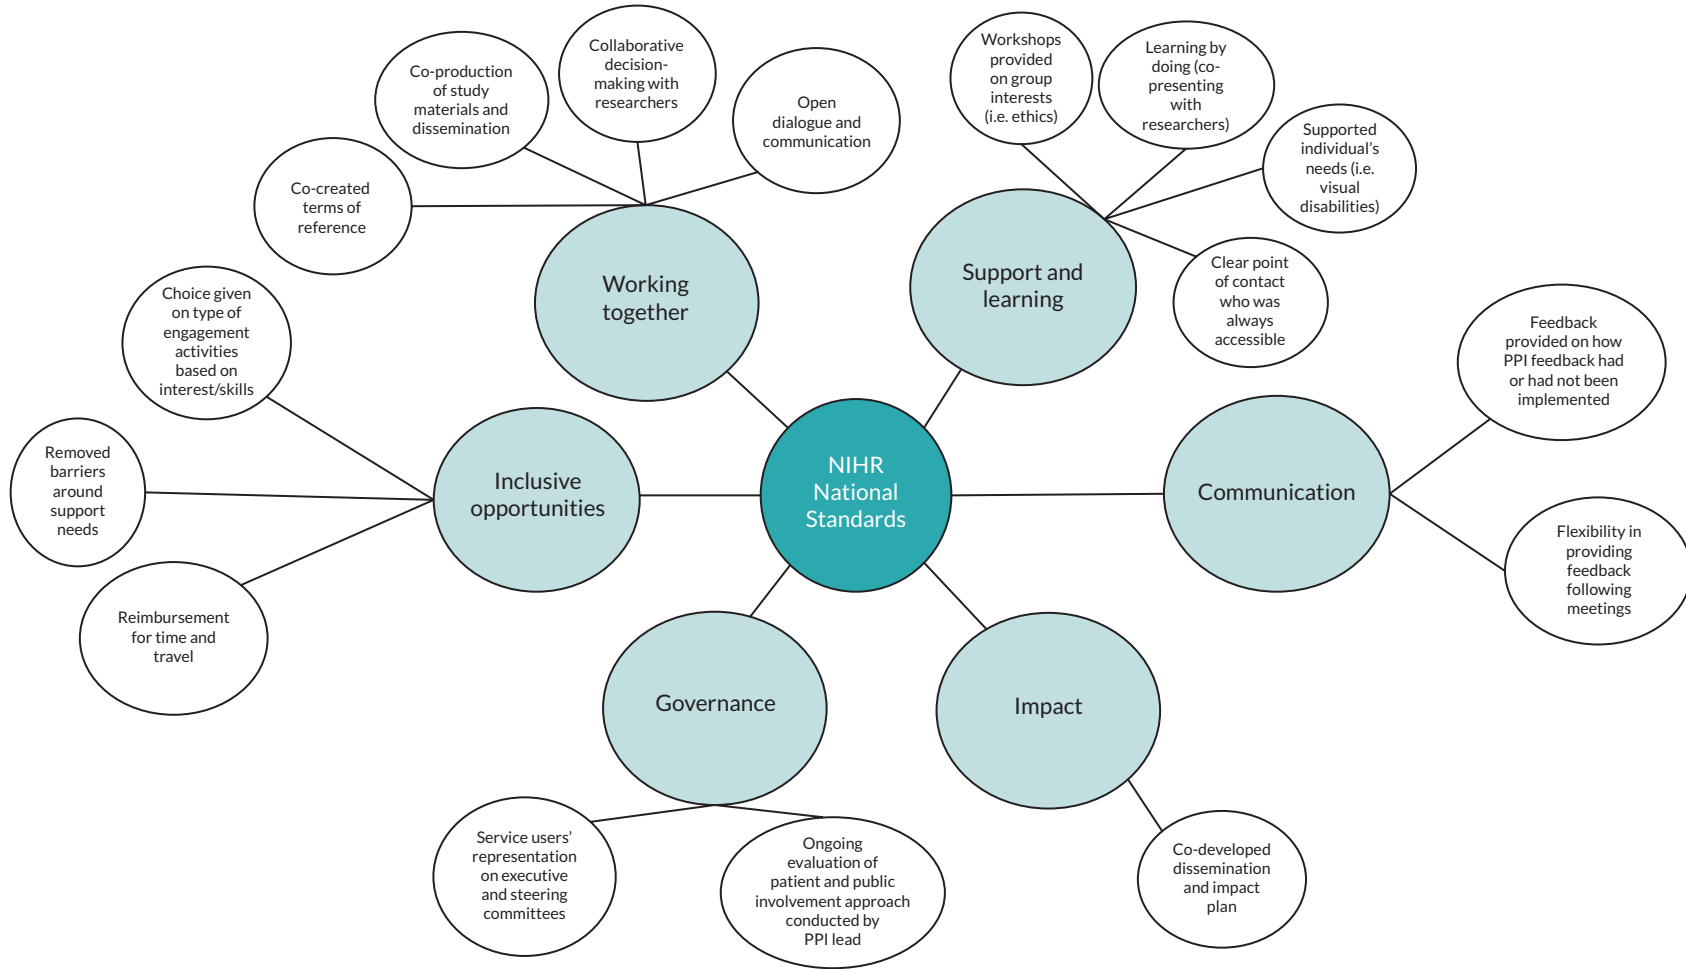 Co-production
of study
materials and
dissemination
Collaborative
decision-
making with
researchers
Open
dialogue and
communication
Co-created
terms of
reference
Working
together
Workshops
provided
on group
interests
(i.e. ethics)
Learning by
doing (co-
presenting
with
researchers)
Supported
individual’s
needs (i.e.
visual
disabilities)
Clear point
of contact
who was
always
accessible
Support and
learning
Choice given
on type of
engagement
activities
based on
interest/skills
Removed
barriers
around
support
needs
Reimbursement
for time and
travel
Inclusive
opportunities
NIHR
National
Standards
Communication
Feedback
provided on how
PPI feedback had
or had not been
implemented
Flexibility in
providing
feedback
following
meetings
Governance
Service users’
representation
on executive
and steering
committees
Ongoing
evaluation of
patient and public
involvement approach
conducted by
PPI lead
Impact
Co-developed
dissemination
and impact
plan